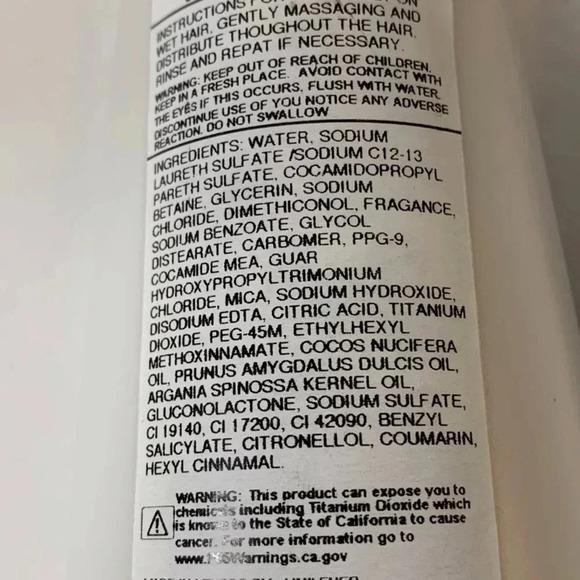 INSTRUCTIONS
WET HAIR, GENTLY MASSAGING AND
DISTRIBUTE THOUGHOUT THE HAIR.
RINSE AND REPAT IF NECESSARY.
WARNING: KEEP OUT OF REACH OF CHILDREN.
KEEP IN A FRESH PLACE. AVOID CONTACT WITH
THE EYES IF THIS OCCURS, FLUSH WITH WATER.
DISCONTINUE USE OF YOU NOTICE ANY ADVERSE
REACTION. DO NOT SWALLOW
INGREDIENTS: WATER, SODIUM
LAURETH SULFATE /SODIUM C12-13
PARETH SULFATE, COCAMIDOPROPYL
BETAINE, GLYCERIN, SODIUM
CHLORIDE, DIMETHICONOL, FRAGANCE,
SODIUM BENZOATE, GLYCOL
DISTEARATE, CARBOMER, PPG-9,
COCAMIDE MEA, GUAR
HYDROXYPROPYLTRIMONIUM
CHLORIDE, MICA, SODIUM HYDROXIDE,
DISODIUM EDTA, CITRIC ACID, TITANIUM
DIOXIDE, PEG-45M, ETHYLHEXYL
METHOXINNAMATE, COCOS NUCIFERA
OIL, PRUNUS AMYGDALUS DULCIS OIL,
ARGANIA SPINOSSA KERNEL OIL,
GLUCONOLACTONE, SODIUM SULFATE,
CI 19140, CI 17200, CI 42090, BENZYL
SALICYLATE, CITRONELLOL, COUMARIN,
HEXYL CINNAMAL.
WARNING: This product can expose you to
chemicals including Titanium Dioxide which
is known to the State of California to cause
cancer. For more information go to
www.P65Warnings.ca.gov